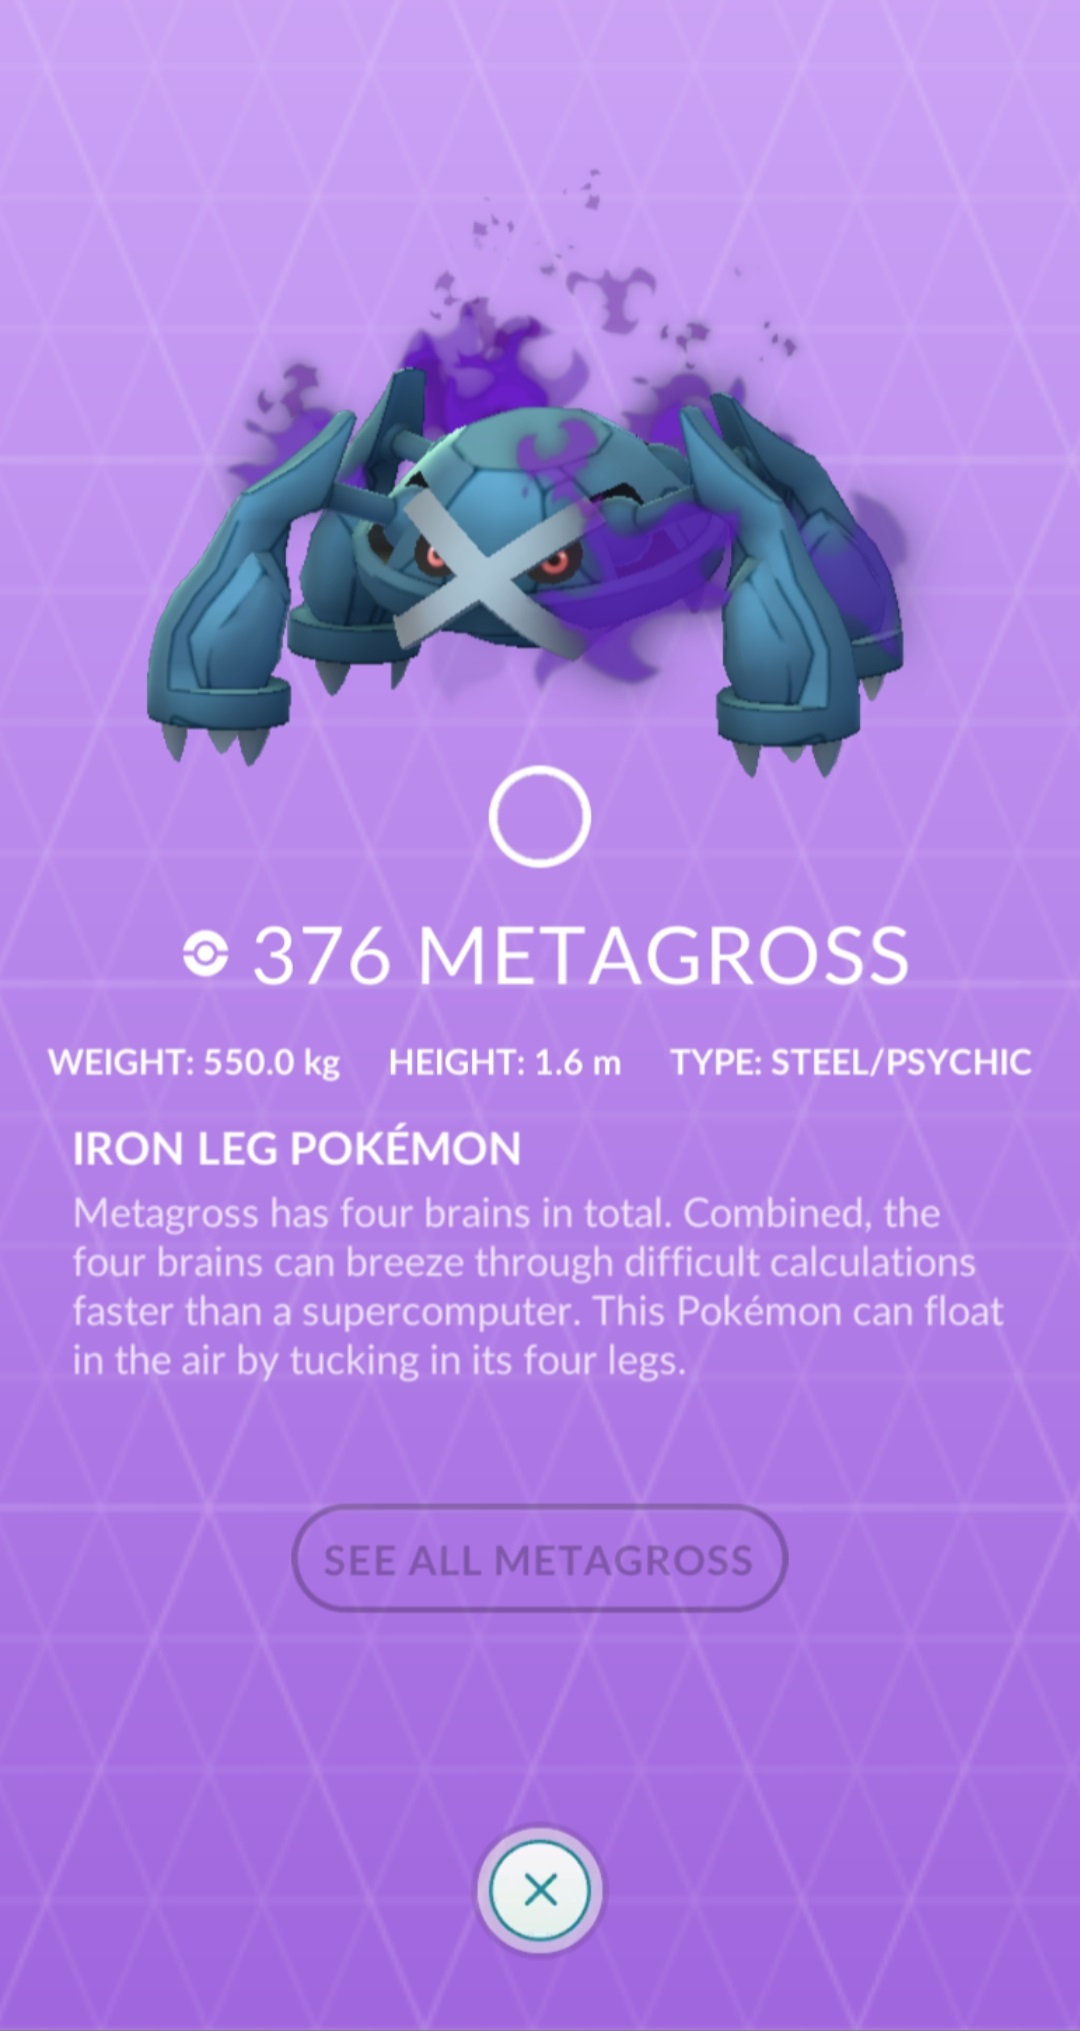 376 METAGROSS
WEIGHT: 550.0 kg HEIGHT: 1.6 m TYPE: STEEL/PSYCHIC
IRON LEG POKÉMON
Metagross has four brains in total. Combined, the
four brains can breeze through difficult calculations
faster than a supercomputer. This Pokémon can float
in the air by tucking in its four legs.
SEE ALL METAGROSS